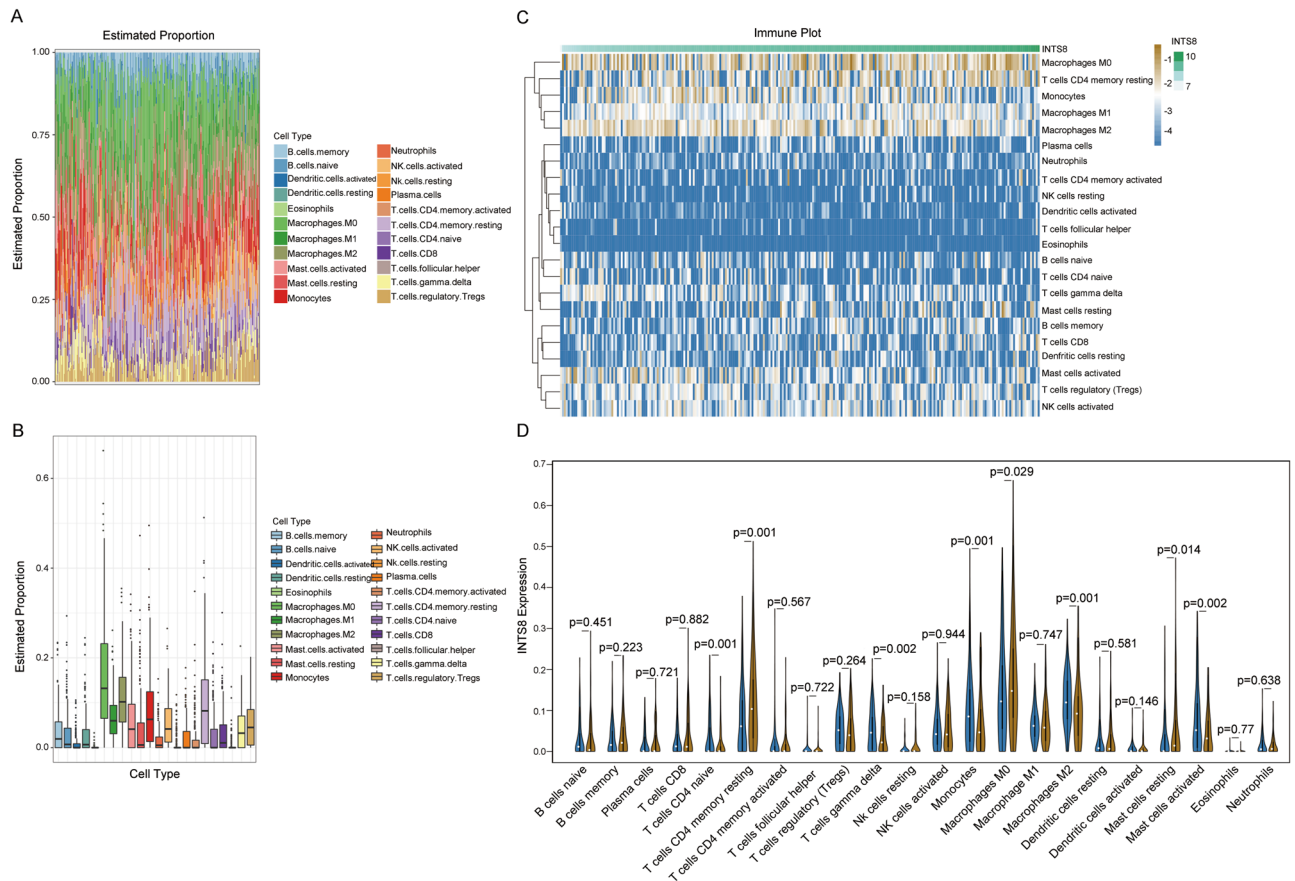 A
Estimated Proportion
Estimated Proportion
1.00
0.75
0.50
0.25
0.00
Cell Type
B.cells.memory
B.cells.naive
Dendritic.cells.activated
Dendritic.cells.resting
Eosinophils
Macrophages.M0
Macrophages.M1
Macrophages.M2
Mast.cells.activated
Mast.cells.resting
Monocytes
Neutrophils
NK.cells.activated
Nk.cells.resting
Plasma.cells
T.cells.CD4.memory.activated
T.cells.CD4.memory.resting
T.cells.CD4.naive
T.cells.CD8
T.cells.follicular.helper
T.cells.gamma.delta
T.cells.regulatory.Tregs
B
Estimated Proportion
0.6
0.4
0.2
0.0
Cell Type
Cell Type
B.cells.memory
B.cells.naive
Dendritic.cells.activated
Dendritic.cells.resting
Eosinophils
Macrophages.M0
Macrophages.M1
Macrophages.M2
Mast.cells.activated
Mast.cells.resting
Monocytes
Neutrophils
NK.cells.activated
Nk.cells.resting
Plasma.cells
T.cells.CD4.memory.activated
T.cells.CD4.memory.resting
T.cells.CD4.naive
T.cells.CD8
T.cells.follicular.helper
T.cells.gamma.delta
T.cells.regulatory.Tregs
C
Immune Plot
INTS8
Macrophages M0
T cells CD4 memory resting
Monocytes
Macrophages M1
Macrophages M2
Plasma cells
Neutrophils
T cells CD4 memory activated
NK cells resting
Dendritic cells activated
T cells follicular helper
Eosinophils
B cells naive
T cells CD4 naive
T cells gamma delta
Mast cells resting
B cells memory
T cells CD8
Denfritic cells resting
Mast cells activated
T cells regulatory (Tregs)
NK cells activated
-1
-2
-3
-4
INTS8
10
7
D
INTS8 Expression
0.7
0.6
0.5
0.4
0.3
0.2
0.1
0.0
p=0.451
p=0.223
p=0.721
p=0.882
p=0.001
p=0.001
p=0.567
p=0.722
p=0.264
p=0.002
p=0.158
p=0.944
p=0.001
p=0.029
p=0.747
p=0.001
p=0.581
p=0.146
p=0.014
p=0.002
p=0.77
p=0.638
B cells naive
B cells memory
Plasma cells
T cells CD8
T cells CD4 naive
T cells CD4 memory resting
T cells CD4 memory activated
T cells follicular helper
T cells regulatory (Tregs)
T cells gamma delta
Nk cells resting
NK cells activated
Monocytes
Macrophages M0
Macrophage M1
Macrophages M2
Dendritic cells resting
Dendritic cells activated
Mast cells resting
Mast cells activated
Eosinophils
Neutrophils